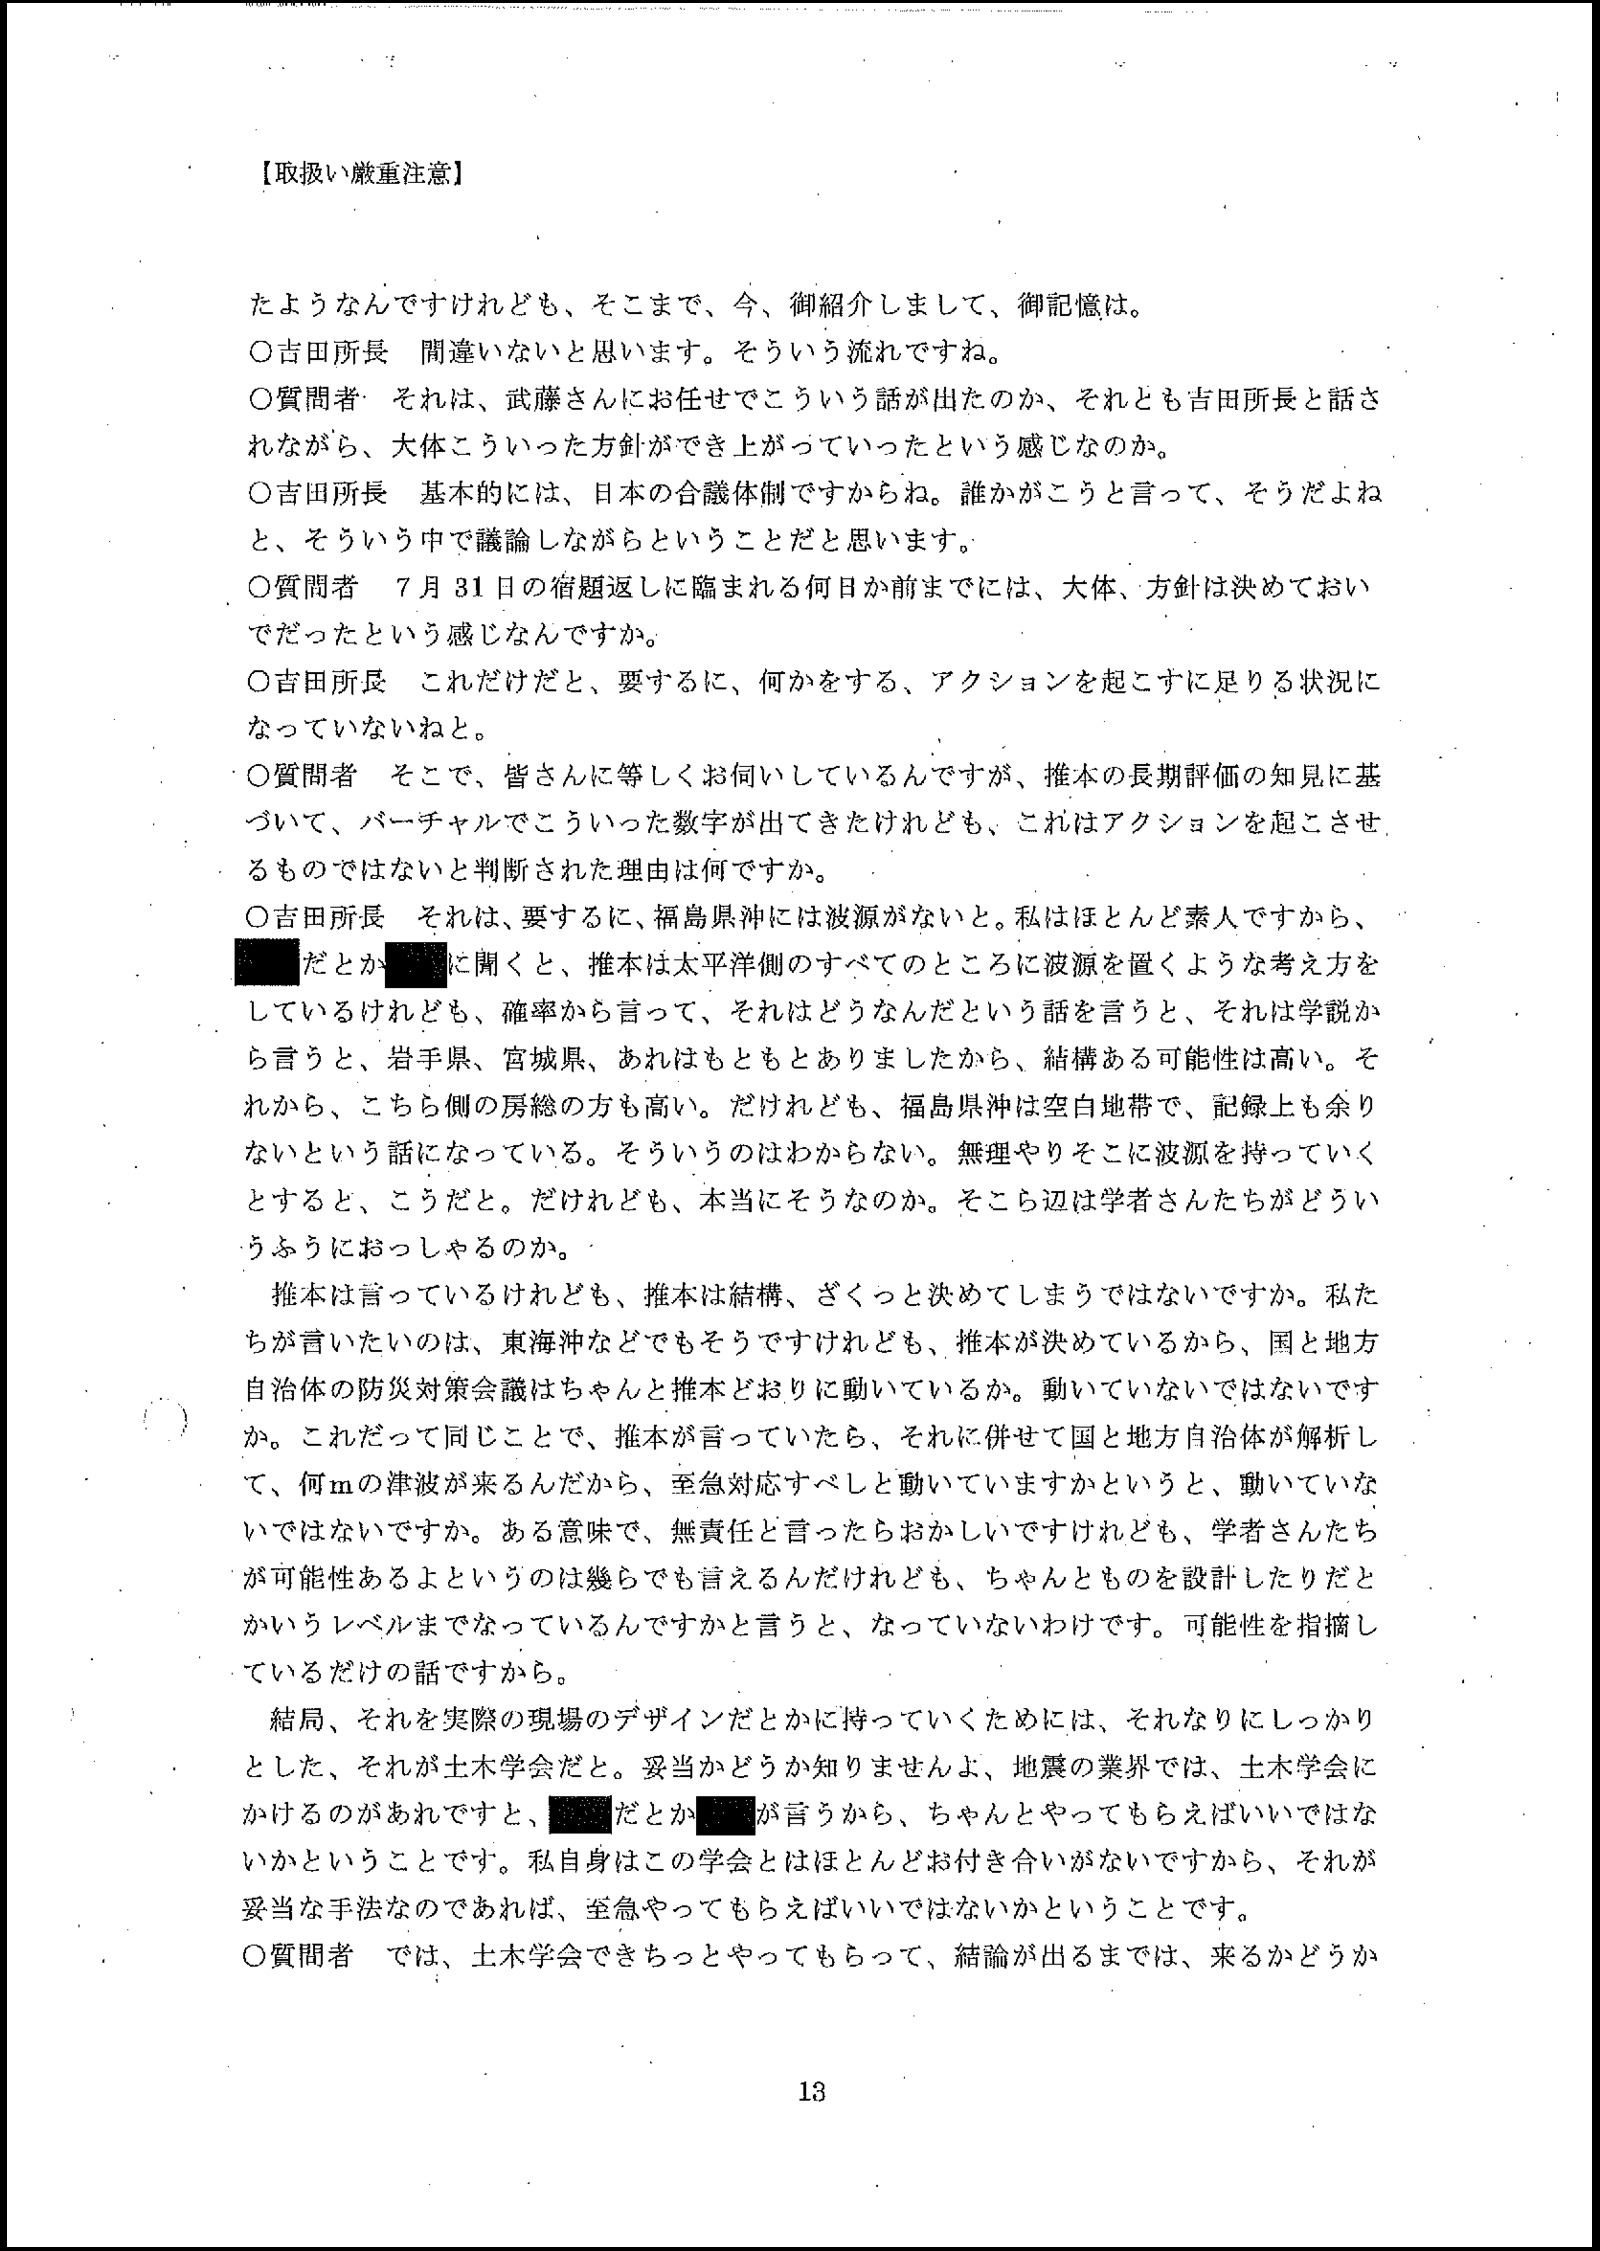 【取扱い厳重注意】
たようなんですけれども、そこまで、今、御紹介しまして、御記憶は。
○吉田所長　間違いないと思います。そういう流れですね。
○質問者　それは、武藤さんにお任せでこういう話が出たのか、それとも吉田所長と話さ
れながら、大体こういった方針ができ上がっていったという感じなのか。
○吉田所長　基本的には、日本の合議体制ですからね。誰かがこうと言って、そうだよね
と、そういう中で議論しながらということだと思います。
○質問者　７月 31 日の宿題返しに臨まれる何日か前までには、大体、方針は決めておい
でだったという感じなんですか。
○吉田所長　これだけだと、要するに、何かをする、アクションを起こすに足りる状況に
なっていないねと。
○質問者　そこで、皆さんに等しくお伺いしているんですが、推本の長期評価の知見に基
づいて、バーチャルでこういった数字が出てきたけれども、これはアクションを起こさせ
るものではないと判断された理由は何ですか。
○吉田所長　それは、要するに、福島県沖には波源がないと。私はほとんど素人ですから、
だとか に聞くと、推本は太平洋側のすべてのところに波源を置くような考え方を
しているけれども、確率から言って、それはどうなんだという話を言うと、それは学説か
ら言うと、岩手県、宮城県、あれはもともとありましたから、結構ある可能性は高い。そ
れから、こちら側の房総の方も高い。だけれども、福島県沖は空白地帯で、記録上も余り
ないという話になっている。そういうのはわからない。無理やりそこに波源を持っていく
とすると、こうだと。だけれども、本当にそうなのか。そこら辺は学者さんたちがどうい
うふうにおっしゃるのか。
　推本は言っているけれども、推本は結構、ざくっと決めてしまうではないですか。私た
ちが言いたいのは、東海沖などでもそうですけれども、推本が決めているから、国と地方
自治体の防災対策会議はちゃんと推本どおりに動いているか。動いていないではないです
か。これだって同じことで、推本が言っていたら、それに併せて国と地方自治体が解析し
て、何ｍの津波が来るんだから、至急対応すべしと動いていますかというと、動いていな
いではないですか。ある意味で、無責任と言ったらおかしいですけれども、学者さんたち
が可能性あるよというのは幾らでも言えるんだけれども、ちゃんとものを設計したりだと
かいうレベルまでなっているんですかと言うと、なっていないわけです。可能性を指摘し
ているだけの話ですから。
　結局、それを実際の現場のデザインだとかに持っていくためには、それなりにしっかり
とした、それが土木学会だと。妥当かどうか知りませんよ、地震の業界では、土木学会に
かけるのがあれですと、 だとか が言うから、ちゃんとやってもらえばいいではな
いかということです。私自身はこの学会とはほとんどお付き合いがないですから、それが
妥当な手法なのであれば、至急やってもらえばいいではないかということです。
○質問者　では、土木学会できちっとやってもらって、結論が出るまでは、来るかどうか
13